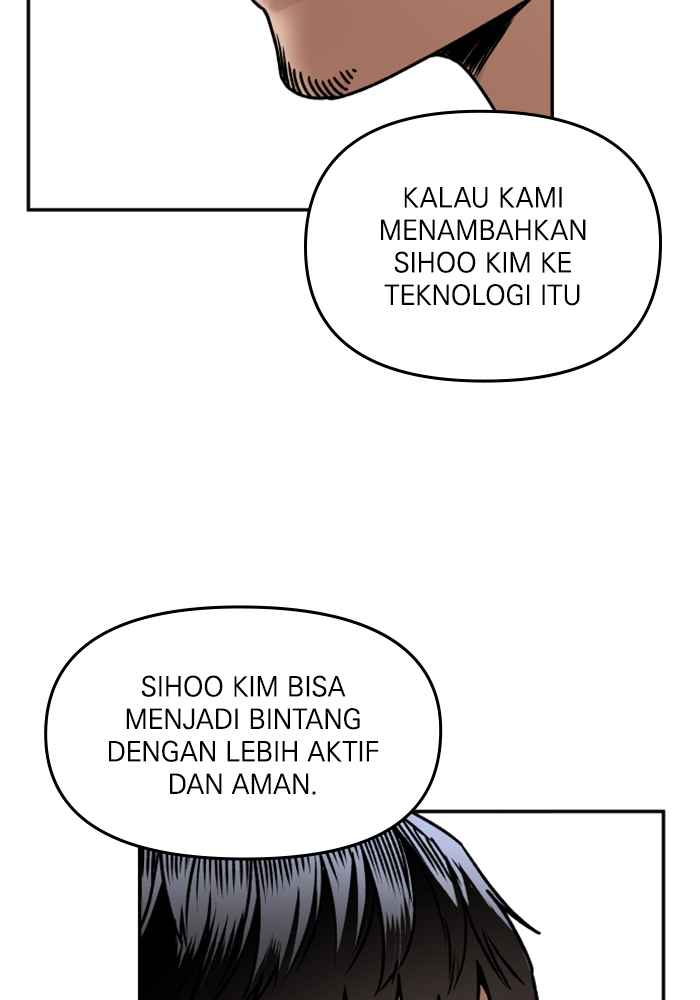 KALAU KAMI
MENAMBAHKAN
SIHOO KIM KE
TEKNOLOGI ITU
SIHOO KIM BISA
MENJADI BINTANG
DENGAN LEBIH AKTIF
DAN AMAN.